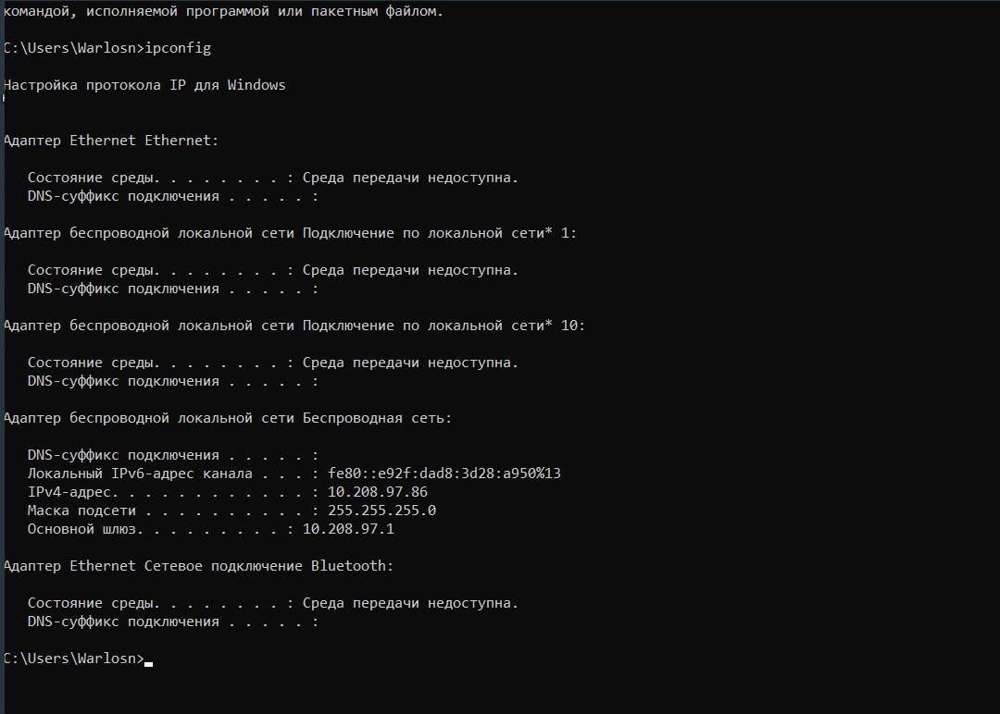 командой, исполняемой программой или пакетным файлом.
C:\Users\Warlosn>ipconfig
Настройка протокола IP для Windows
Адаптер Ethernet Ethernet:
Состояние среды. . . . . . . . : Среда передачи недоступна.
DNS-суффикс подключения . . . . . :
Адаптер беспроводной локальной сети Подключение по локальной сети* 1:
Состояние среды. . . . . . . . : Среда передачи недоступна.
DNS-суффикс подключения . . . . . :
Адаптер беспроводной локальной сети Подключение по локальной сети* 10:
Состояние среды. . . . . . . . : Среда передачи недоступна.
DNS-суффикс подключения . . . . . :
Адаптер беспроводной локальной сети Беспроводная сеть:
DNS-суффикс подключения . . . . . :
Локальный IPv6-адрес канала . . . : fe80::e92f:dad8:3d28:a950%13
IPv4-адрес. . . . . . . . . . . . : 10.208.97.86
Маска подсети . . . . . . . . . . : 255.255.255.0
Основной шлюз. . . . . . . . . : 10.208.97.1
Адаптер Ethernet Сетевое подключение Bluetooth:
Состояние среды. . . . . . . . : Среда передачи недоступна.
DNS-суффикс подключения . . . . . :
C:\Users\Warlosn>